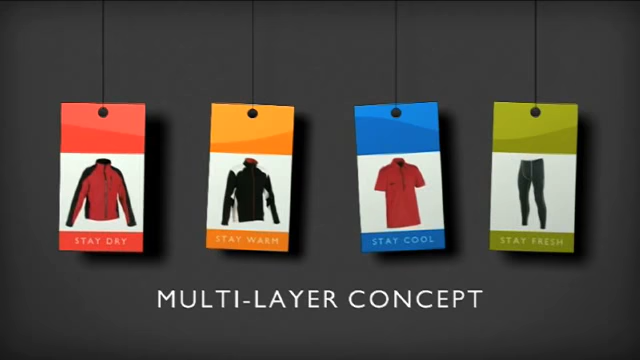 STAY DRY
STAY WARM
STAY COOL
STAY FRESH
MULTI-LAYER CONCEPT